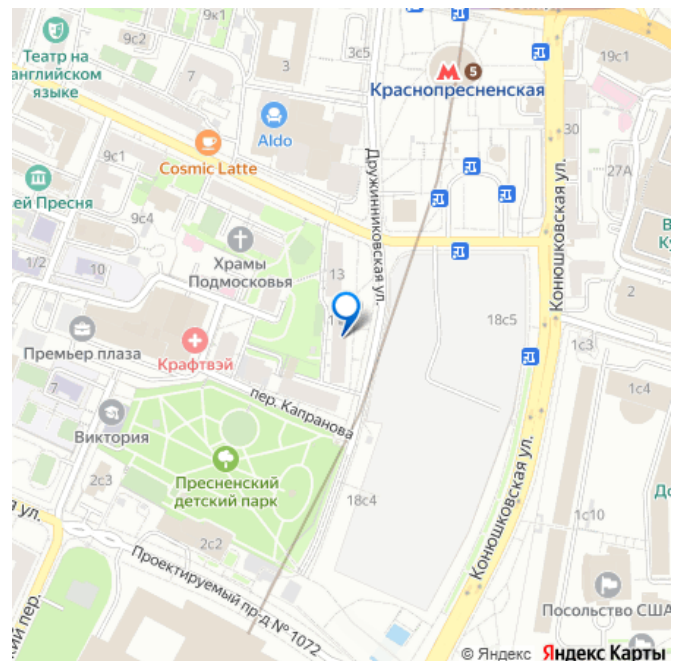 9к1
9с2
3с5
19с1
Театр на
английском
языке
7
3
5
Краснопресненская
Aldo
30
Cosmic Latte
9с1
27А
ей Пресня
9с4
Дружинниковская ул.
Конюшковская ул.
Храмы
Подмосковья
1/2
10
13
2
18с5
1с3
Премьер плаза
Крафтвэй
1с4
7
пер. Капранова
Виктория
Пресненский
детский парк
2с3
18с4
Конюшковская ул.
1с10
я ул.
2с2
Проектируемый пр-д № 1072
Посольство США
кий пер.
© Яндекс Яндекс Карты